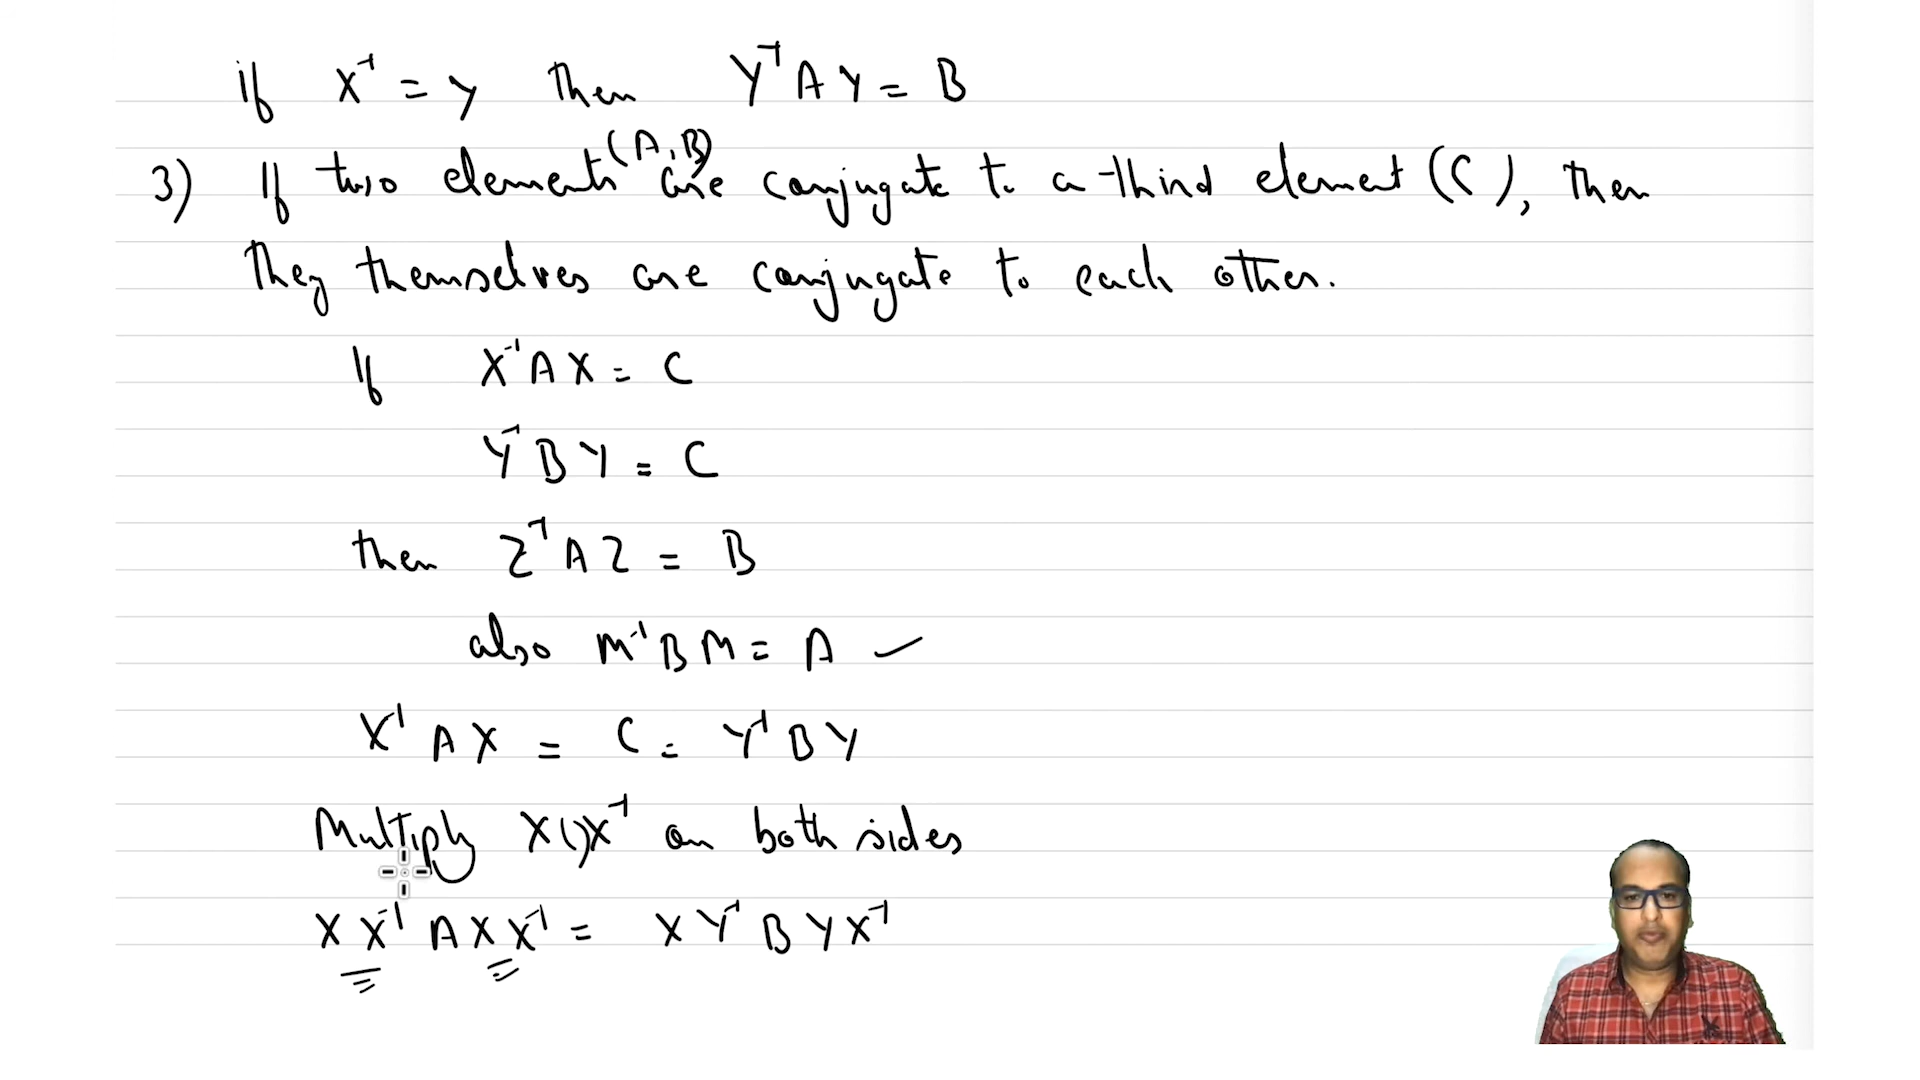 if X⁻¹ = y then Y⁻¹ A Y = B
3) If two elements (A, B) are conjugate to a third element (C), then
they themselves are conjugate to each other.
If X⁻¹ A X = C
Y⁻¹ B Y = C
then Z⁻¹ A Z = B
also M⁻¹ B M = A ✓
X⁻¹ A X = C = Y⁻¹ B Y
Multiply X()X⁻¹ on both sides
X X⁻¹ A X X⁻¹ = X Y⁻¹ B Y X⁻¹